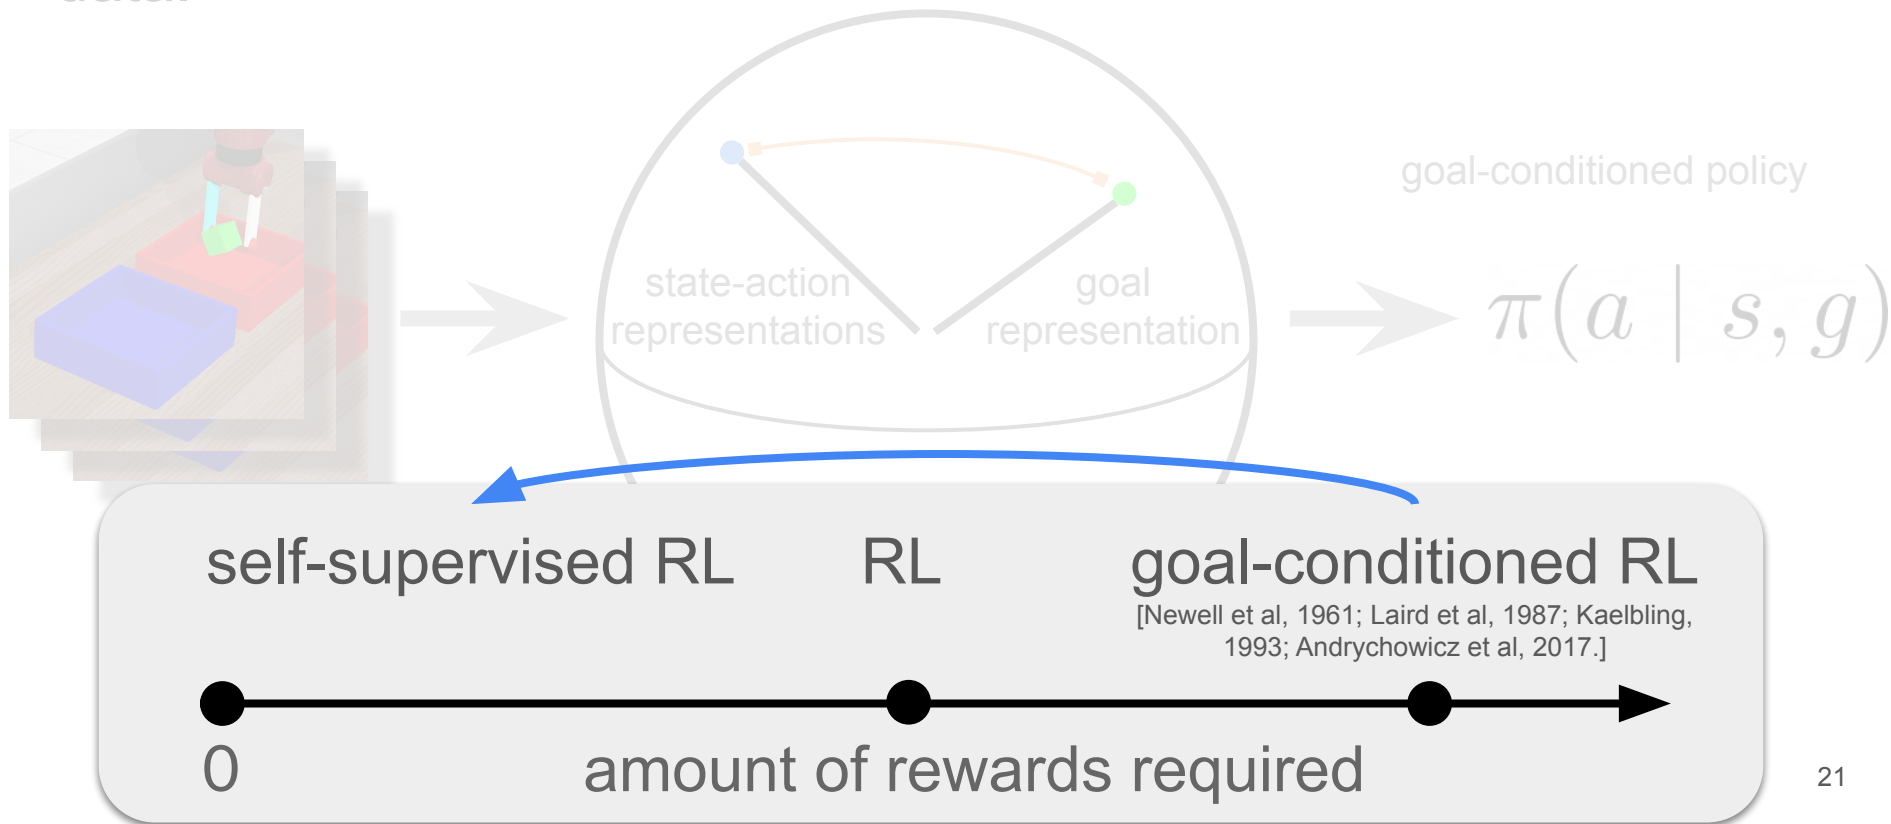 goal-conditioned policy
state-action
representations
goal
representation
π(a | s, g)
self-supervised RL
RL
goal-conditioned RL
[Newell et al, 1961; Laird et al, 1987; Kaelbling,
1993; Andrychowicz et al, 2017.]
0
amount of rewards required
21